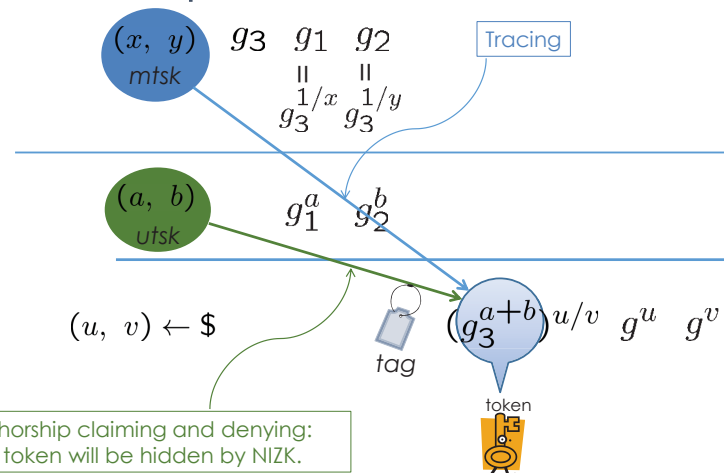 (x, y) g₃ g₁ g₂
mtsk
Tracing
= =
g₃^{1/x} g₃^{1/y}
(a, b)
utsk
g₁^a g₂^b
(u, v) ← $
tag
(g₃^{a+b})^{u/v} g^u g^v
token
claiming and denying:
token will be hidden by NIZK.